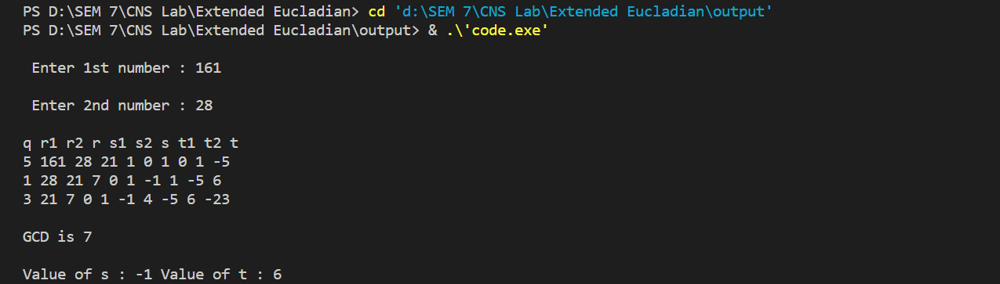 PS D:\SEM 7\CNS Lab\Extended Eucladian> cd 'd:\SEM 7\CNS Lab\Extended Eucladian\output'
PS D:\SEM 7\CNS Lab\Extended Eucladian\output> & .\'code.exe'
Enter 1st number : 161
Enter 2nd number : 28
q r1 r2 r s1 s2 s t1 t2 t
5 161 28 21 1 0 1 0 1 -5
1 28 21 7 0 1 -1 1 -5 6
3 21 7 0 1 -1 4 -5 6 -23
GCD is 7
Value of s : -1 Value of t : 6